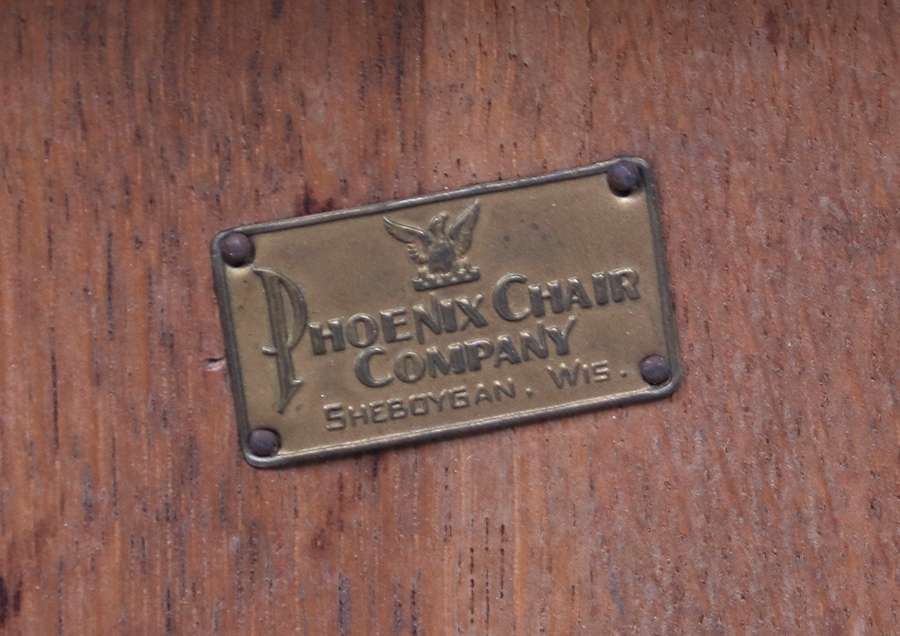 PHOENIX CHAIR
COMPANY
SHEBOYGAN. WIS.